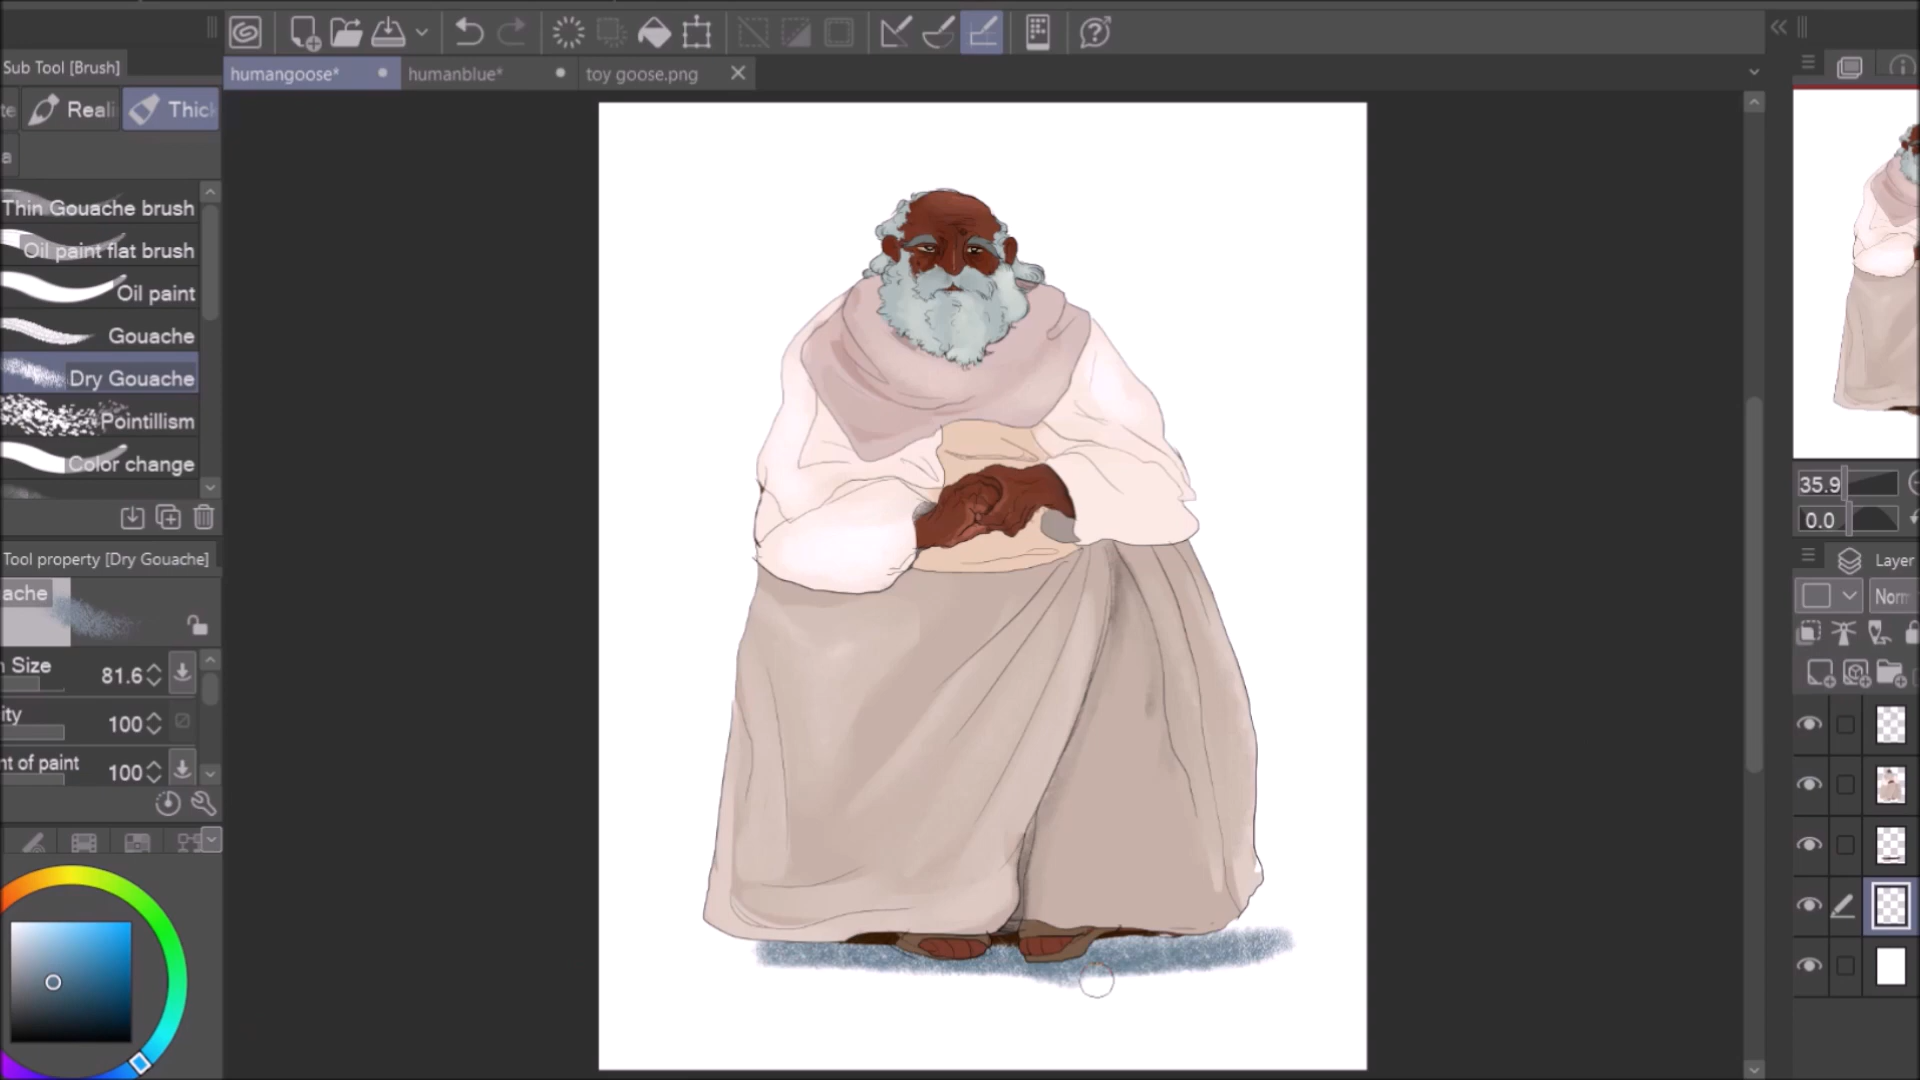 Sub Tool [Brush]
humangoose*
humanblue*
toy goose.png
Reali
Thick
Thin Gouache brush
Oil paint flat brush
Oil paint
Gouache
Dry Gouache
Pointillism
Color change
Tool property [Dry Gouache]
ache
Size
81.6
ity
100
nt of paint
100
35.9
0.0
Layer
Norm